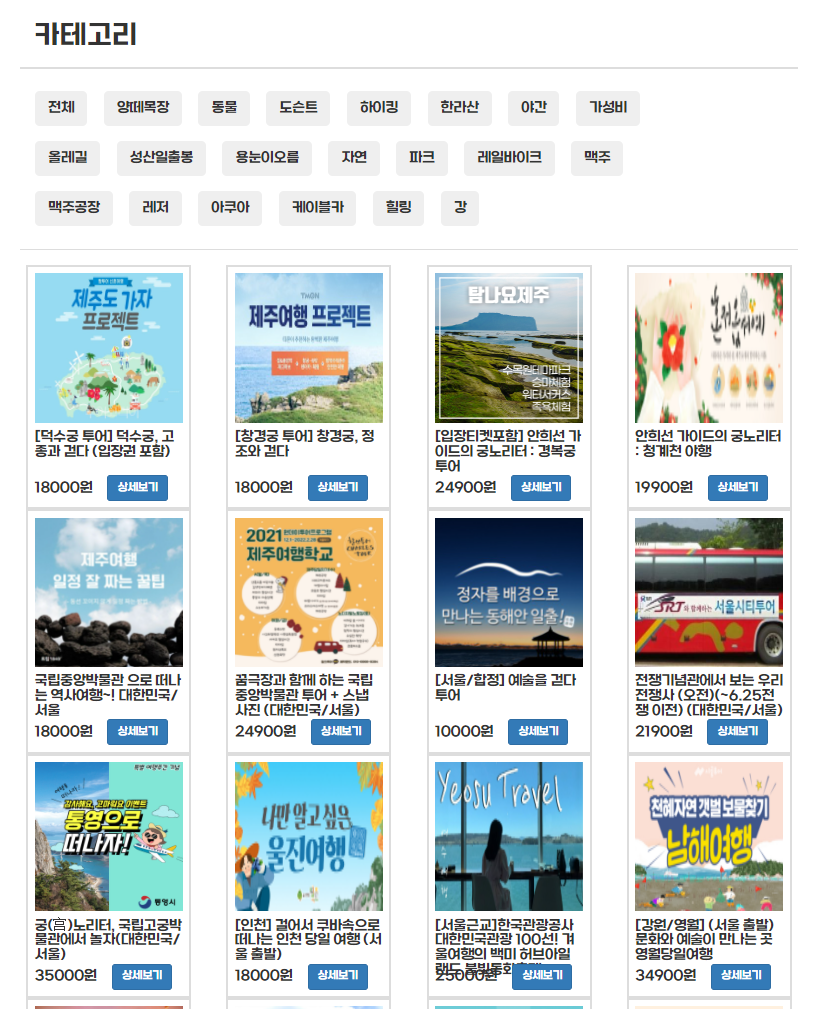 카테고리
전체 양떼목장 동물 도슨트 하이킹 한라산 야간 가성비
올레길 성산일출봉 용눈이오름 자연 파크 레일바이크 맥주
맥주공장 레저 아쿠아 케이블카 힐링 강
제주도 가자
프로젝트
[덕수궁 투어] 덕수궁, 고
종과 걷다 (입장권 포함)
18000원 상세보기
TMON
제주여행 프로젝트
[창경궁 투어] 창경궁, 정
조와 걷다
18000원 상세보기
탐나요제주
수목원테마파크
승마체험
워터서커스
족욕체험
[입장티켓포함] 안희선 가
이드의 궁노리터 : 경복궁
투어
24900원 상세보기
안희선 가이드의 궁노리터
: 청계천 야행
19900원 상세보기
제주여행
일정 잘 짜는 꿀팁
국립중앙박물관 으로 떠나
는 역사여행~! 대한민국/
서울
18000원 상세보기
2021
제주여행학교
꿈극장과 함께 하는 국립
중앙박물관 투어 + 스냅
사진 (대한민국/서울)
24900원 상세보기
정자를 배경으로
만나는 동해안 일출!
[서울/합정] 예술을 걷다
투어
10000원 상세보기
SRT와 함께하는 서울시티투어
전쟁기념관에서 보는 우리
전쟁사 (오전)(~6.25전
쟁 이전) (대한민국/서울)
21900원 상세보기
감사해요, 고마워요 이벤트
통영으로
떠나자!
통영시
궁(宮)노리터, 국립고궁박
물관에서 놀자(대한민국/
서울)
35000원 상세보기
나만 알고 싶은
울진여행
[인천] 걸어서 쿠바속으로
떠나는 인천 당일 여행 (서
울 출발)
18000원 상세보기
Yeosu Travel
[서울근교]한국관광공사
대한민국관광 100선! 겨
울여행의 백미 허브아일
랜드 불빛동화축제
25000원 상세보기
천혜자연 갯벌 보물찾기
남해여행
[강원/영월] (서울 출발)
문화와 예술이 만나는 곳
영월당일여행
34900원 상세보기